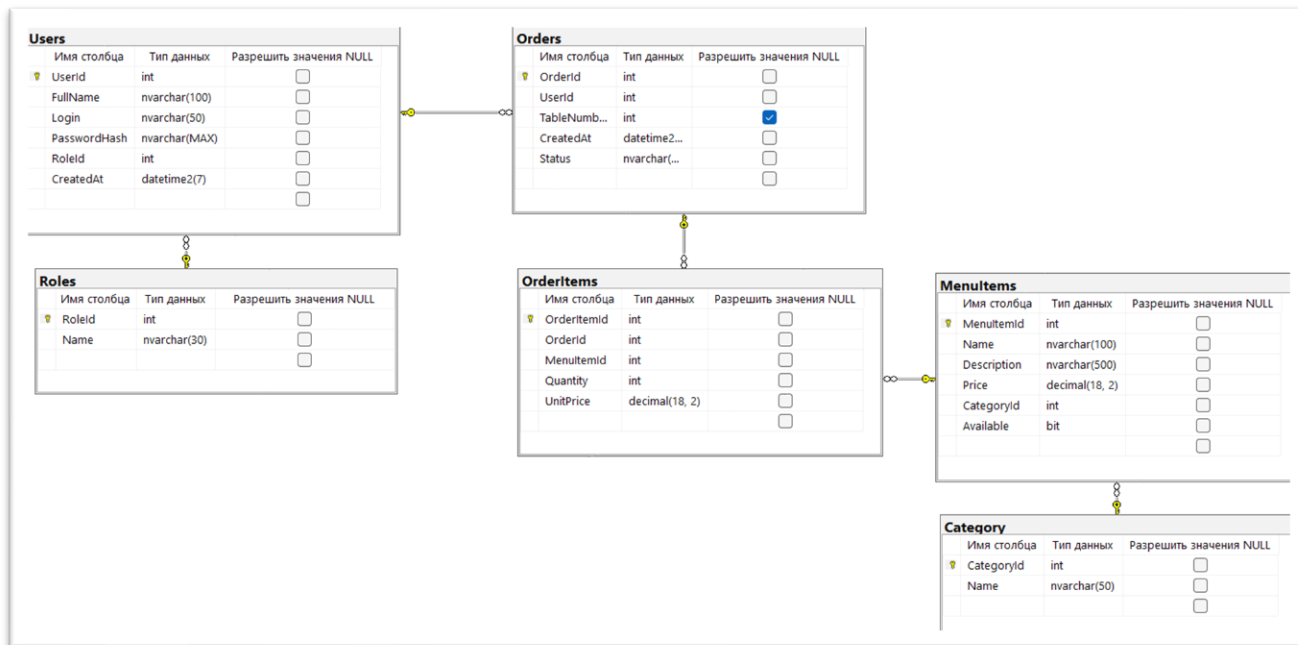 Users
Имя столбца Тип данных Разрешить значения NULL
UserId int
FullName nvarchar(100)
Login nvarchar(50)
PasswordHash nvarchar(MAX)
RoleId int
CreatedAt datetime2(7)
Orders
Имя столбца Тип данных Разрешить значения NULL
OrderId int
UserId int
TableNumb... int
CreatedAt datetime2...
Status nvarchar(...
Roles
Имя столбца Тип данных Разрешить значения NULL
RoleId int
Name nvarchar(30)
OrderItems
Имя столбца Тип данных Разрешить значения NULL
OrderItemId int
OrderId int
MenuItemId int
Quantity int
UnitPrice decimal(18, 2)
MenuItems
Имя столбца Тип данных Разрешить значения NULL
MenuItemId int
Name nvarchar(100)
Description nvarchar(500)
Price decimal(18, 2)
CategoryId int
Available bit
Category
Имя столбца Тип данных Разрешить значения NULL
CategoryId int
Name nvarchar(50)